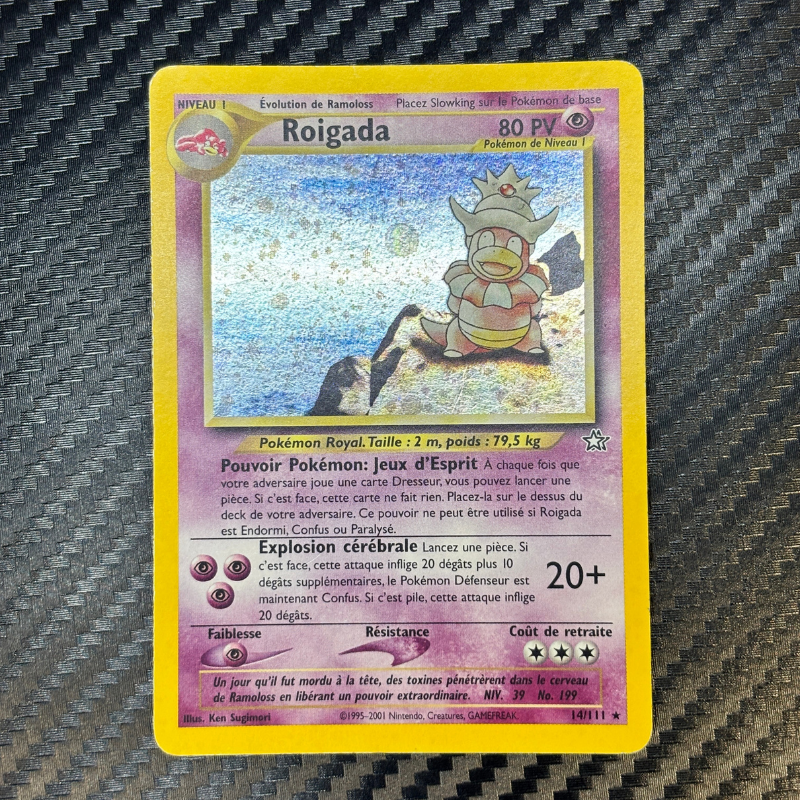 NIVEAU 1 Évolution de Ramoloss Placez Slowking sur le Pokémon de base
Roigada 80 PV
Pokémon de Niveau 1
Pokémon Royal. Taille : 2 m, poids : 79,5 kg
Pouvoir Pokémon: Jeux d'Esprit À chaque fois que
votre adversaire joue une carte Dresseur, vous pouvez lancer une
pièce. Si c'est face, cette carte ne fait rien. Placez-la sur le dessus du
deck de votre adversaire. Ce pouvoir ne peut être utilisé si Roigada
est Endormi, Confus ou Paralysé.
Explosion cérébrale Lancez une pièce. Si
c'est face, cette attaque inflige 20 dégâts plus 10
dégâts supplémentaires, le Pokémon Défenseur est
maintenant Confus. Si c'est pile, cette attaque inflige
20 dégâts.
20+
Faiblesse Résistance Coût de retraite
Un jour qu'il fut mordu à la tête, des toxines pénétrèrent dans le cerveau
de Ramoloss en libérant un pouvoir extraordinaire. NIV. 39 No. 199
Illus. Ken Sugimori ©1995-2001 Nintendo, Creatures, GAMEFREAK. 14/111 ★